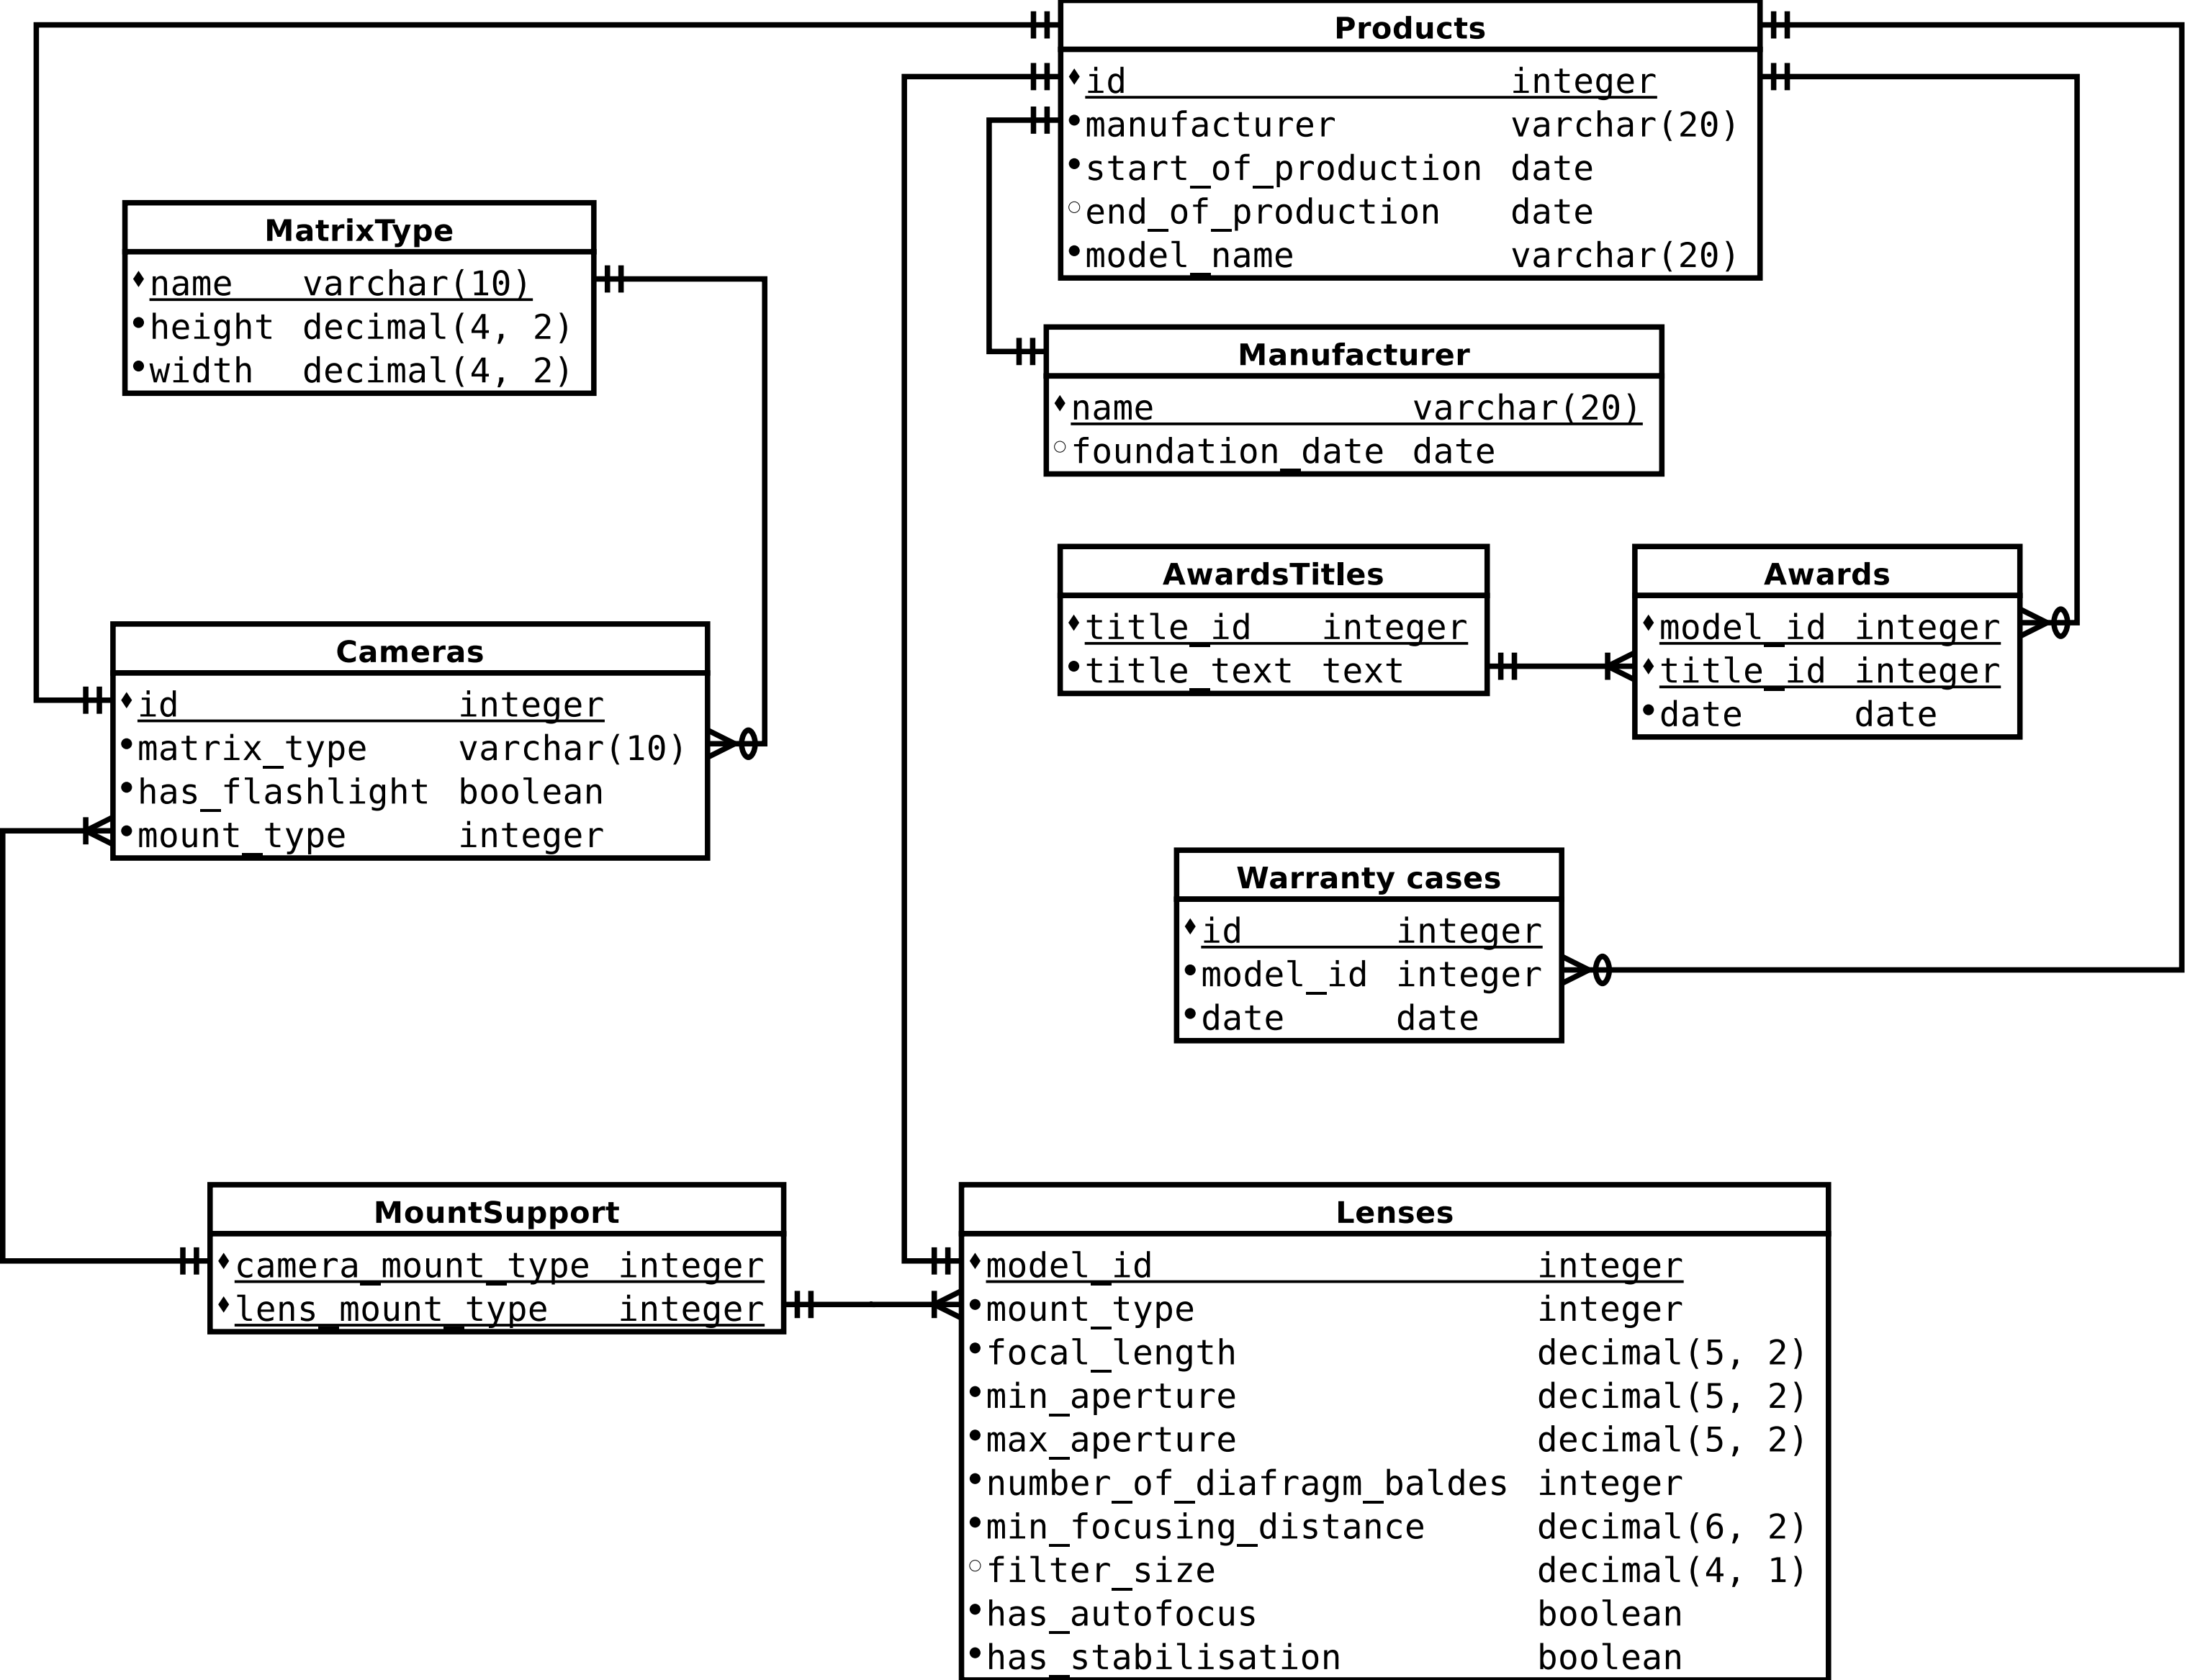 Products
id integer
manufacturer varchar(20)
start_of_production date
end_of_production date
model_name varchar(20)
MatrixType
name varchar(10)
height decimal(4, 2)
width decimal(4, 2)
Manufacturer
name varchar(20)
foundation_date date
AwardsTitles
title_id integer
title_text text
Awards
model_id integer
title_id integer
date date
Cameras
id integer
matrix_type varchar(10)
has_flashlight boolean
mount_type integer
Warranty cases
id integer
model_id integer
date date
MountSupport
camera_mount_type integer
lens_mount_type integer
Lenses
model_id integer
mount_type integer
focal_length decimal(5, 2)
min_aperture decimal(5, 2)
max_aperture decimal(5, 2)
number_of_diafragm_baldes integer
min_focusing_distance decimal(6, 2)
filter_size decimal(4, 1)
has_autofocus boolean
has_stabilisation boolean